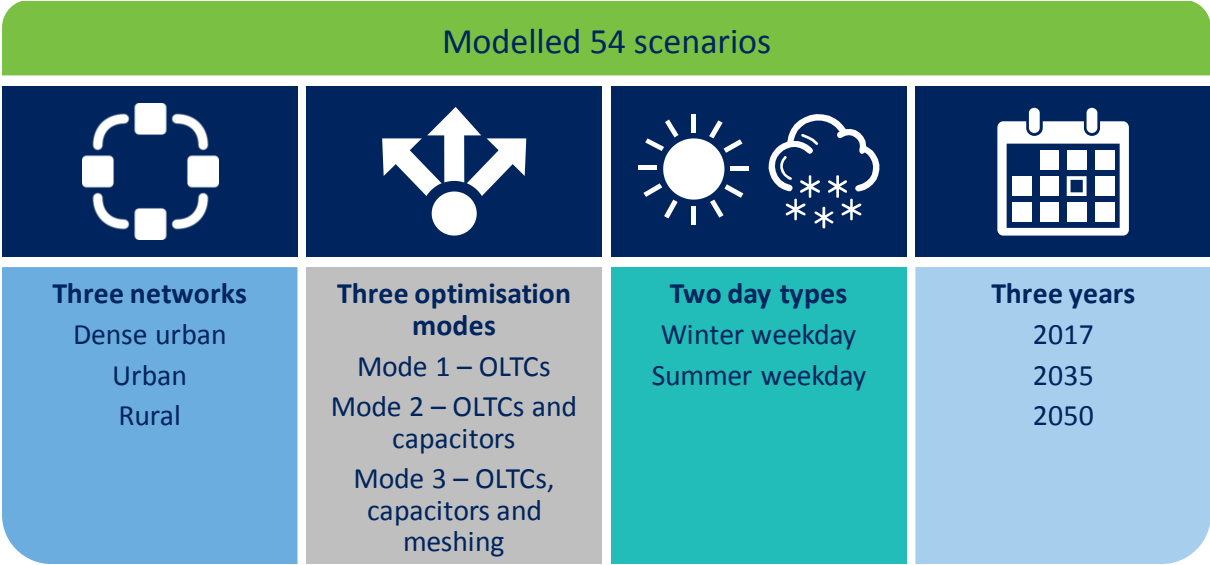 Modelled 54 scenarios
Three networks
Dense urban
Urban
Rural
Three optimisation
modes
Mode 1 – OLTCs
Mode 2 – OLTCs and
capacitors
Mode 3 – OLTCs,
capacitors and
meshing
Two day types
Winter weekday
Summer weekday
Three years
2017
2035
2050